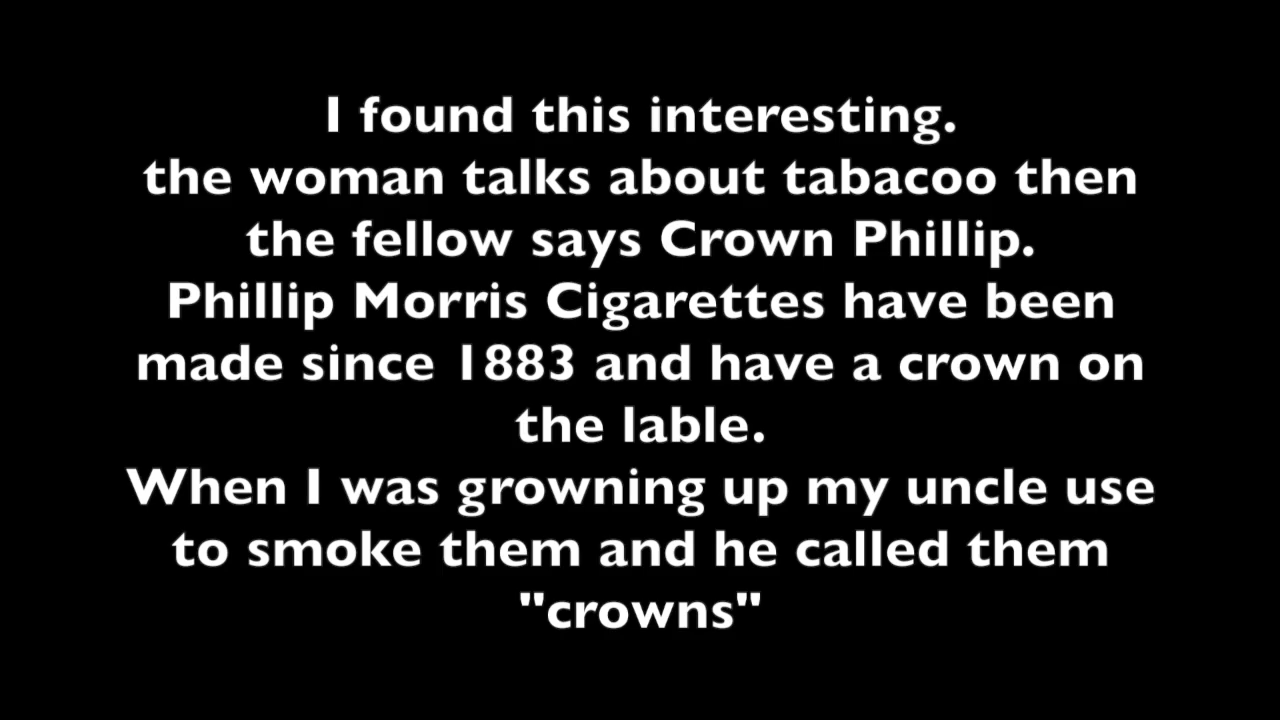 I found this interesting.
the woman talks about tabacoo then
the fellow says Crown Phillip.
Phillip Morris Cigarettes have been
made since 1883 and have a crown on
the lable.
When I was growning up my uncle use
to smoke them and he called them
"crowns"